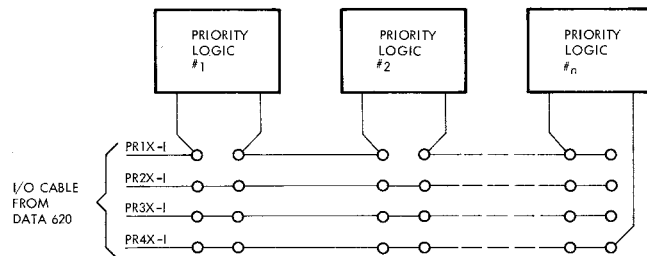 PRIORITY
LOGIC
#1
PRIORITY
LOGIC
#2
PRIORITY
LOGIC
#n
I/O CABLE
FROM
DATA 620
PR1X-I
PR2X-I
PR3X-I
PR4X-I